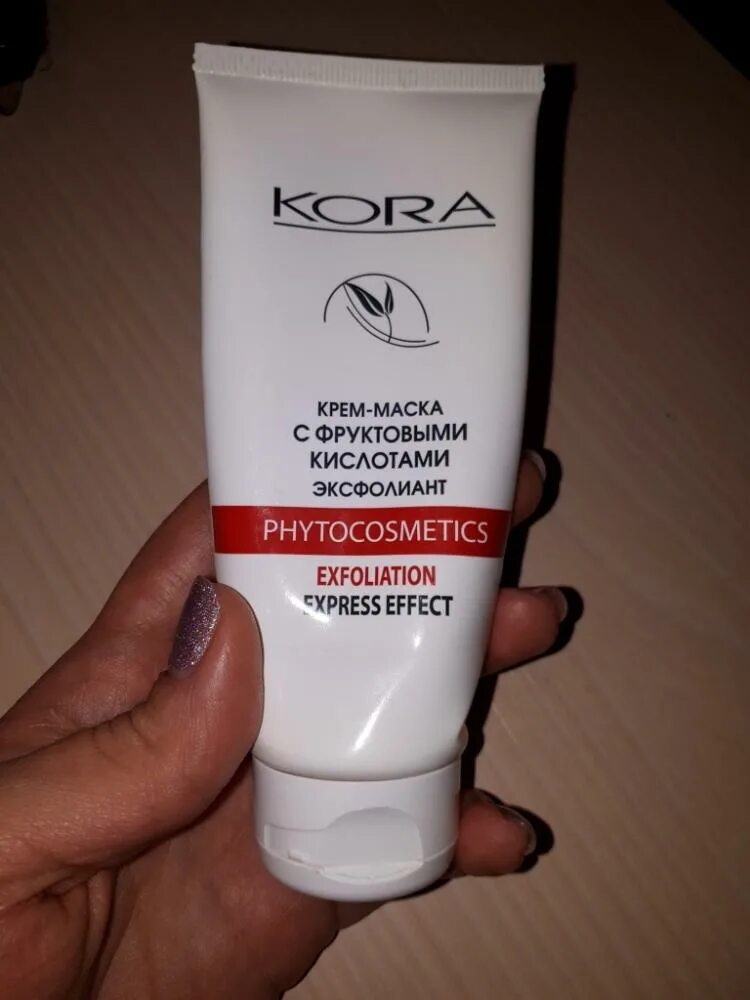 KORA
КРЕМ-МАСКА
С ФРУКТОВЫМИ
КИСЛОТАМИ
ЭКСФОЛИАНТ
PHYTOCOSMETICS
EXFOLIATION
EXPRESS EFFECT